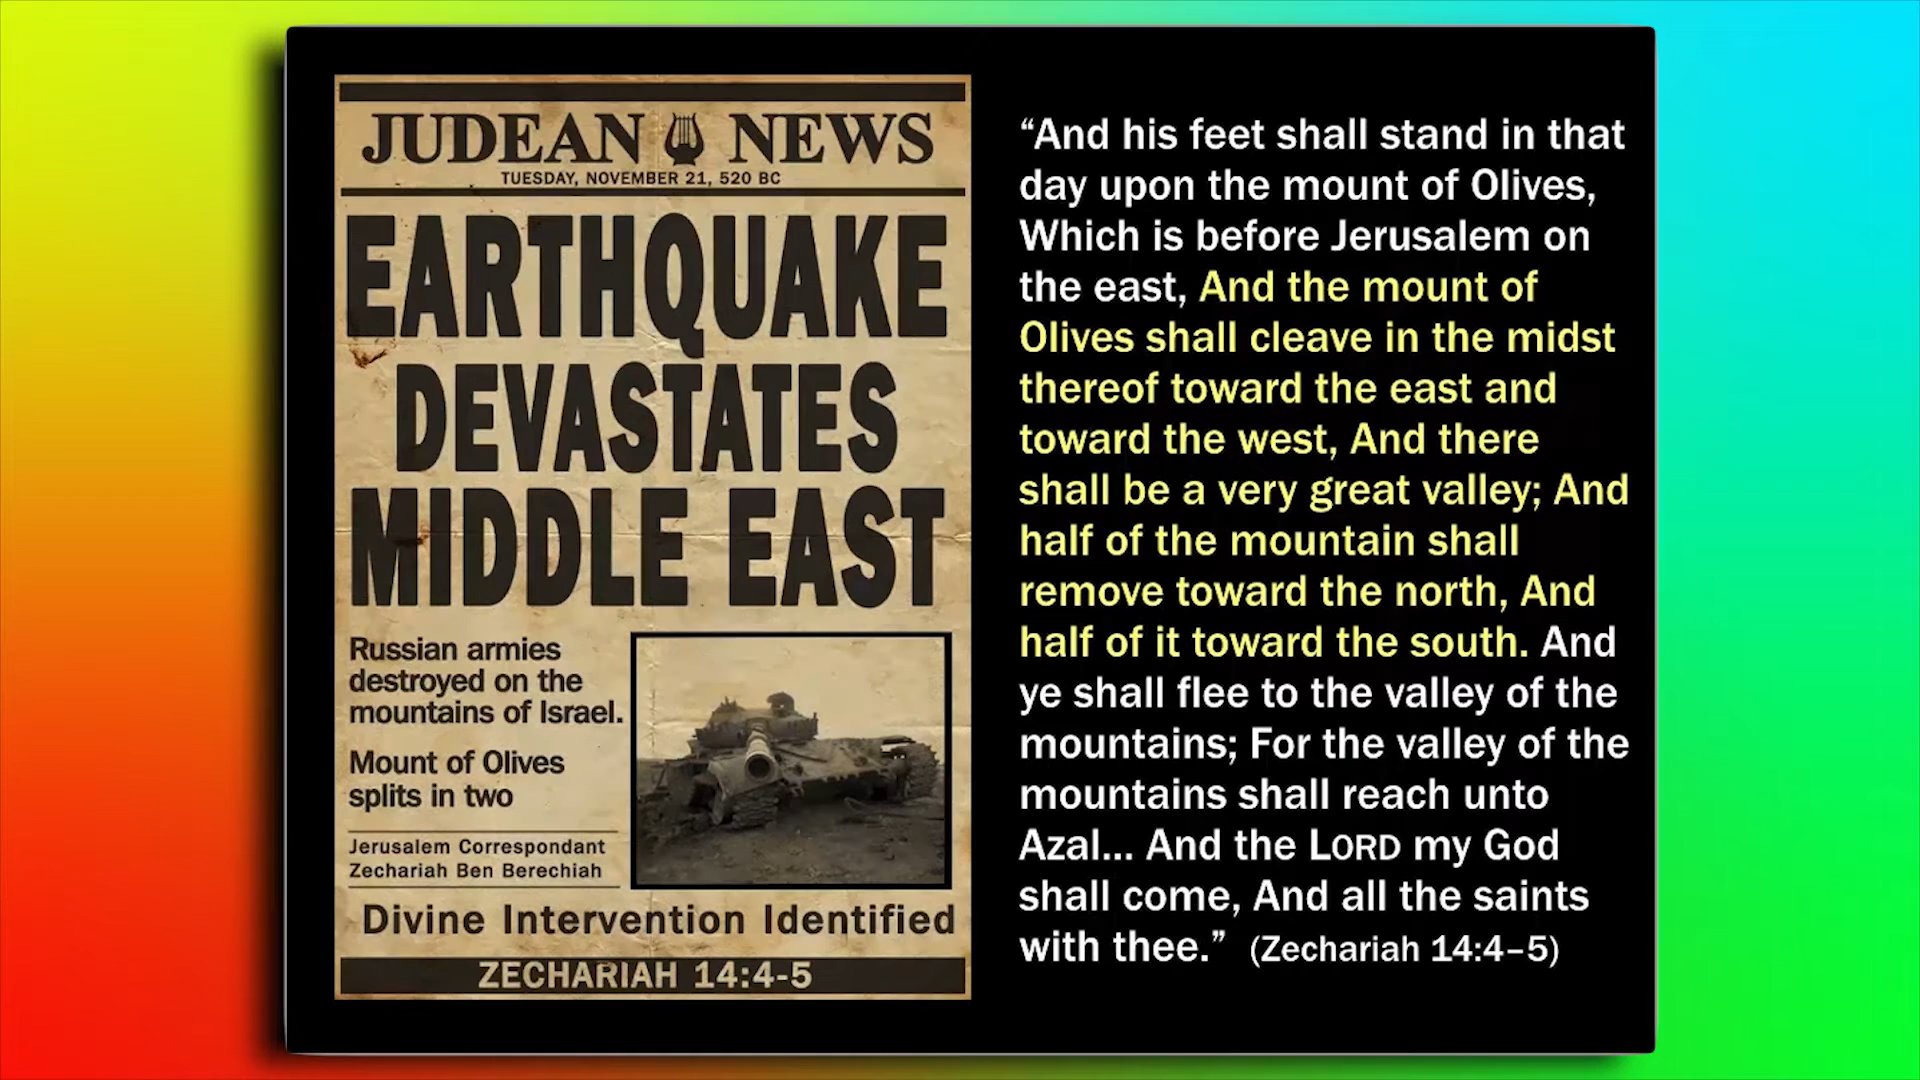 JUDEAN NEWS
TUESDAY, NOVEMBER 21, 520 BC
EARTHQUAKE
DEVASTATES
MIDDLE EAST
Russian armies
destroyed on the
mountains of Israel.
Mount of Olives
splits in two
Jerusalem Correspondant
Zechariah Ben Berechiah
Divine Intervention Identified
ZECHARIAH 14:4-5
“And his feet shall stand in that
day upon the mount of Olives,
Which is before Jerusalem on
the east, And the mount of
Olives shall cleave in the midst
thereof toward the east and
toward the west, And there
shall be a very great valley; And
half of the mountain shall
remove toward the north, And
half of it toward the south. And
ye shall flee to the valley of the
mountains; For the valley of the
mountains shall reach unto
Azal... And the LORD my God
shall come, And all the saints
with thee.” (Zechariah 14:4–5)